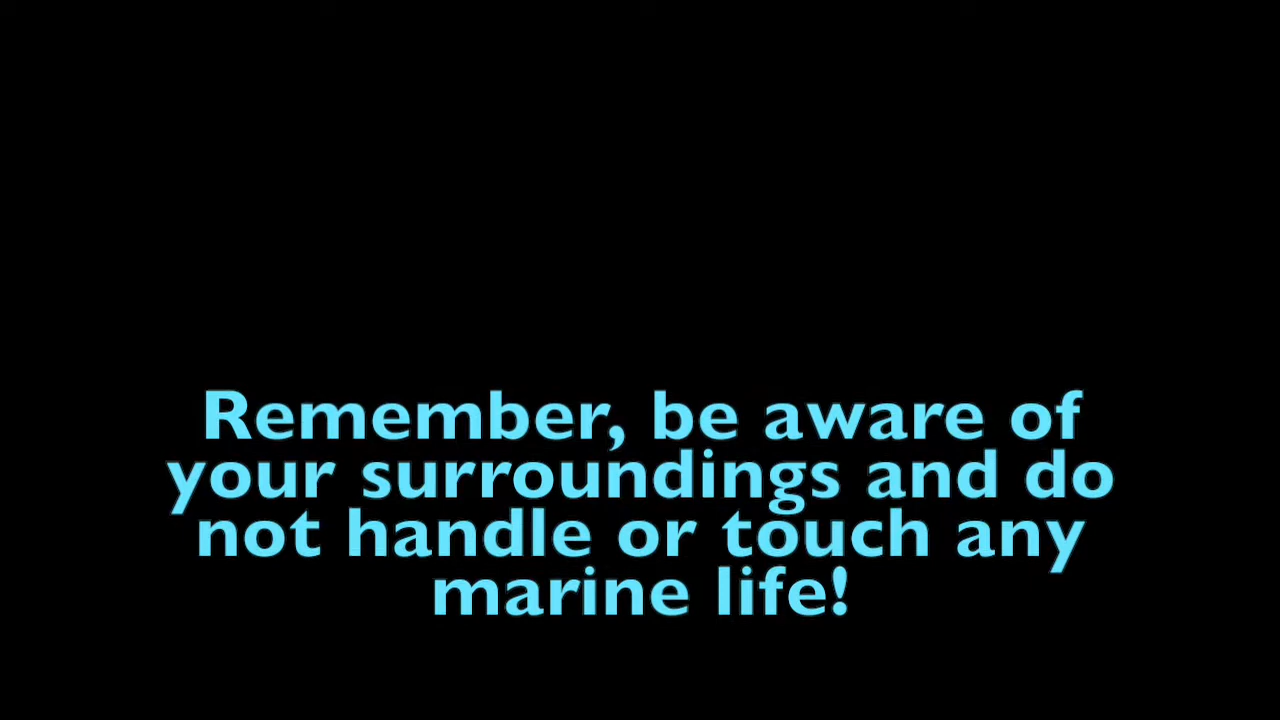 Remember, be aware of
your surroundings and do
not handle or touch any
marine life!